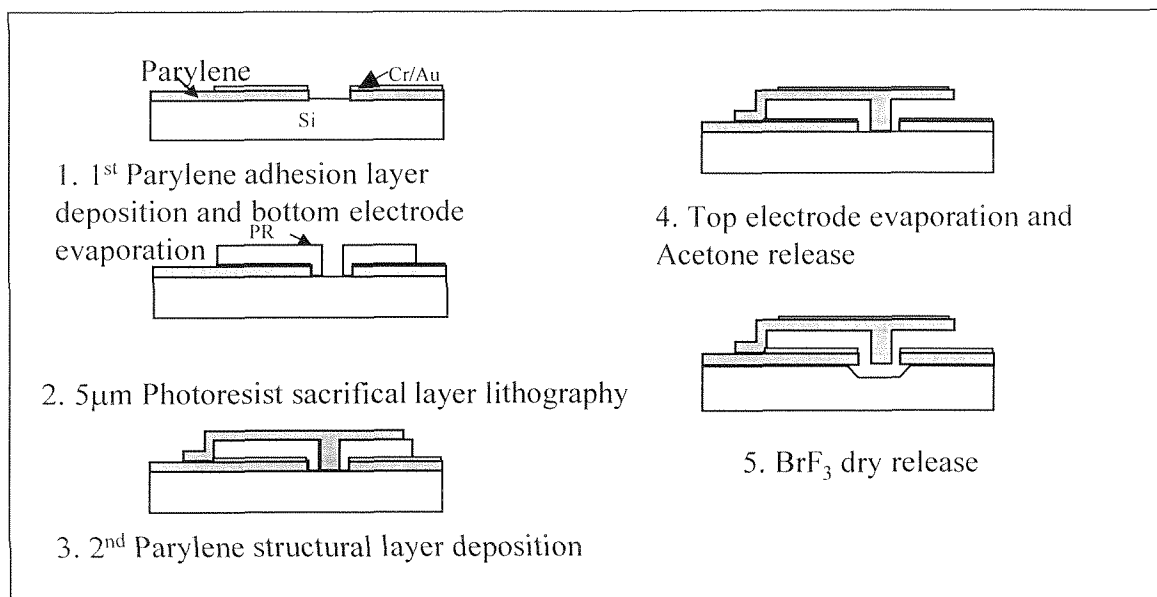 Parylene
Cr/Au
Si
1. 1st Parylene adhesion layer
deposition and bottom electrode
evaporation
PR
2. 5μm Photoresist sacrifical layer lithography
3. 2nd Parylene structural layer deposition
4. Top electrode evaporation and
Acetone release
5. BrF₃ dry release